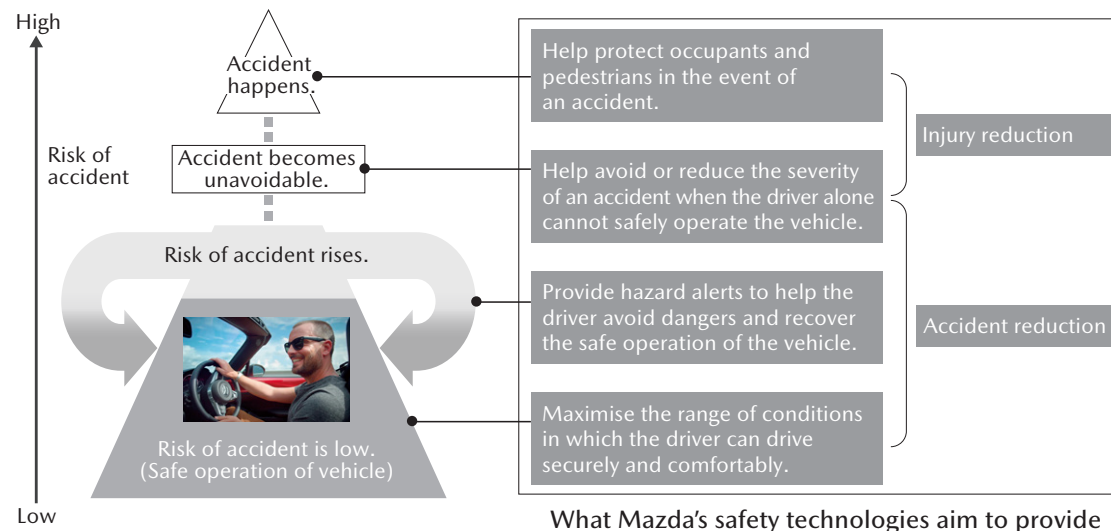 High
Risk of
accident
Low
Accident
happens.
Accident becomes
unavoidable.
Risk of accident rises.
Risk of accident is low.
(Safe operation of vehicle)
Help protect occupants and
pedestrians in the event of
an accident.
Help avoid or reduce the severity
of an accident when the driver alone
cannot safely operate the vehicle.
Provide hazard alerts to help the
driver avoid dangers and recover
the safe operation of the vehicle.
Maximise the range of conditions
in which the driver can drive
securely and comfortably.
Injury reduction
Accident reduction
What Mazda’s safety technologies aim to provide